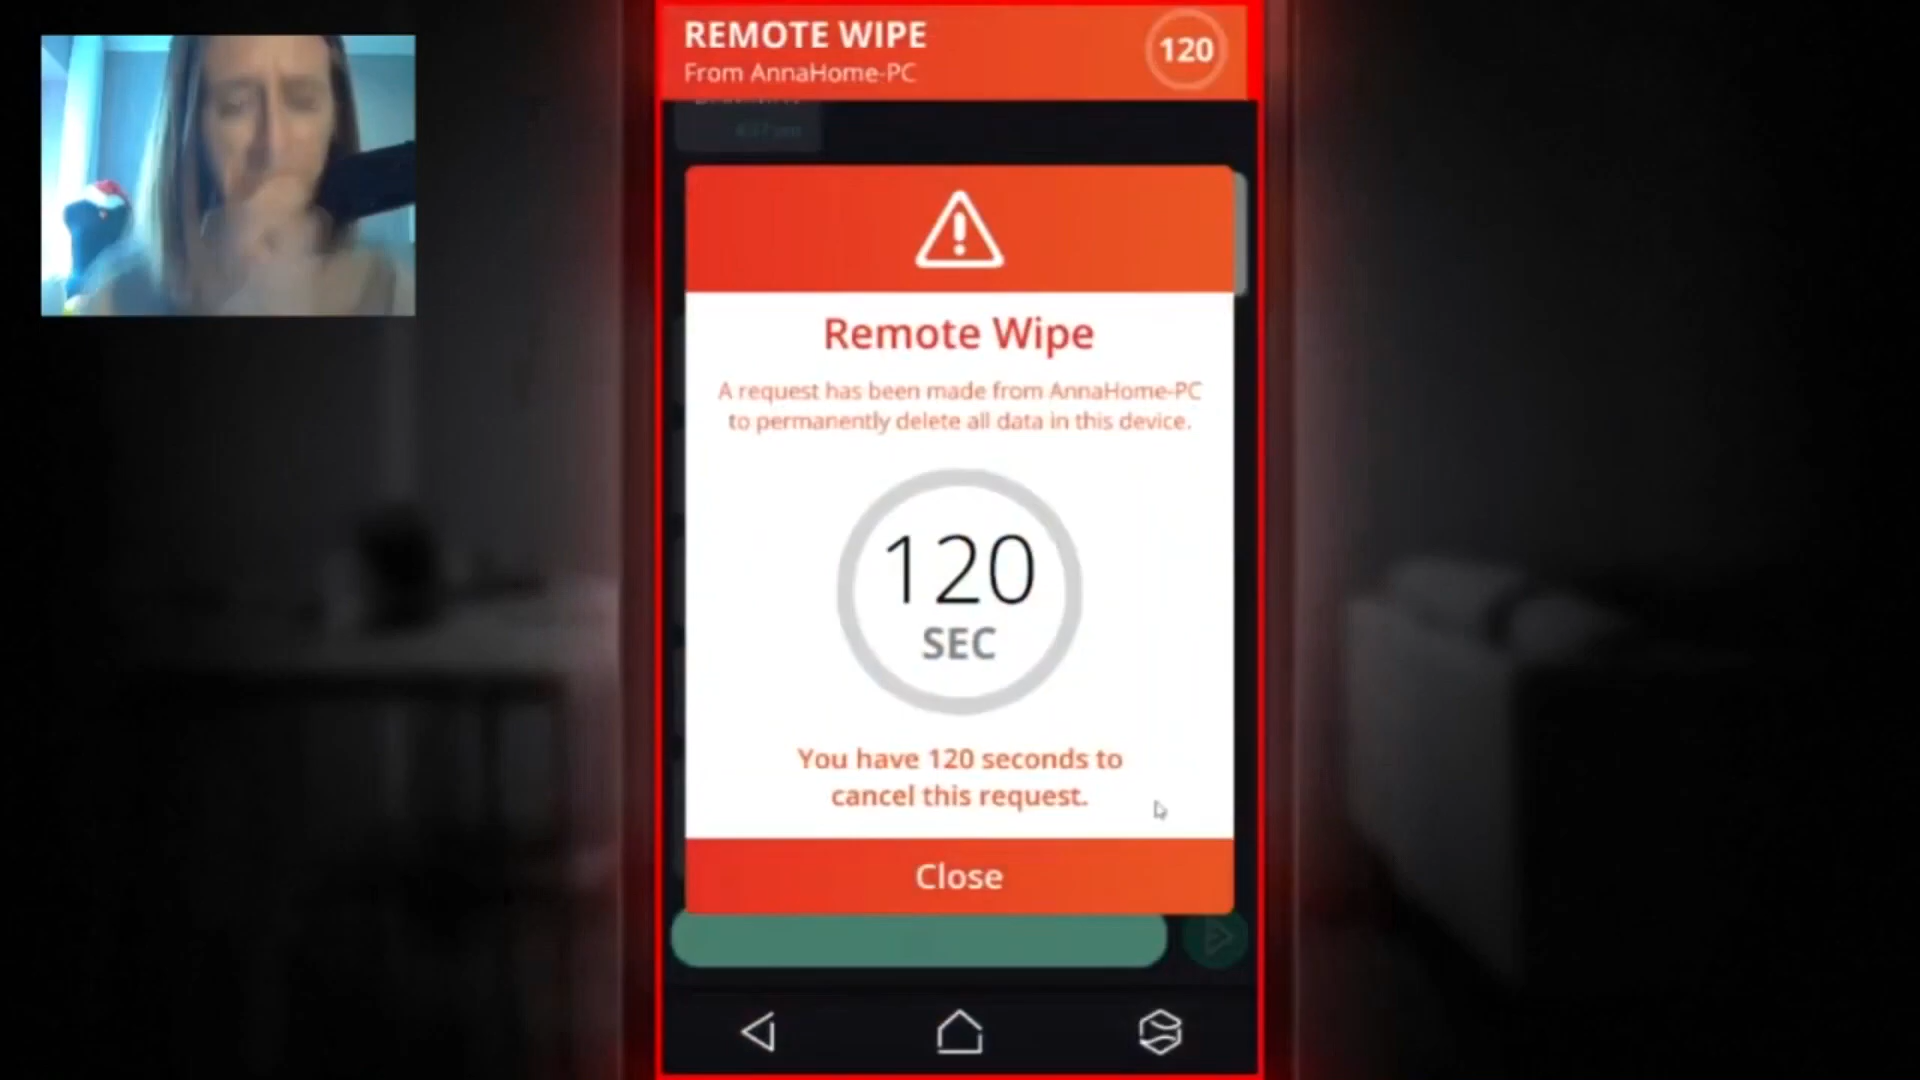 REMOTE WIPE
From AnnaHome-PC
120
Remote Wipe
A request has been made from AnnaHome-PC
to permanently delete all data in this device.
120
SEC
You have 120 seconds to
cancel this request.
Close